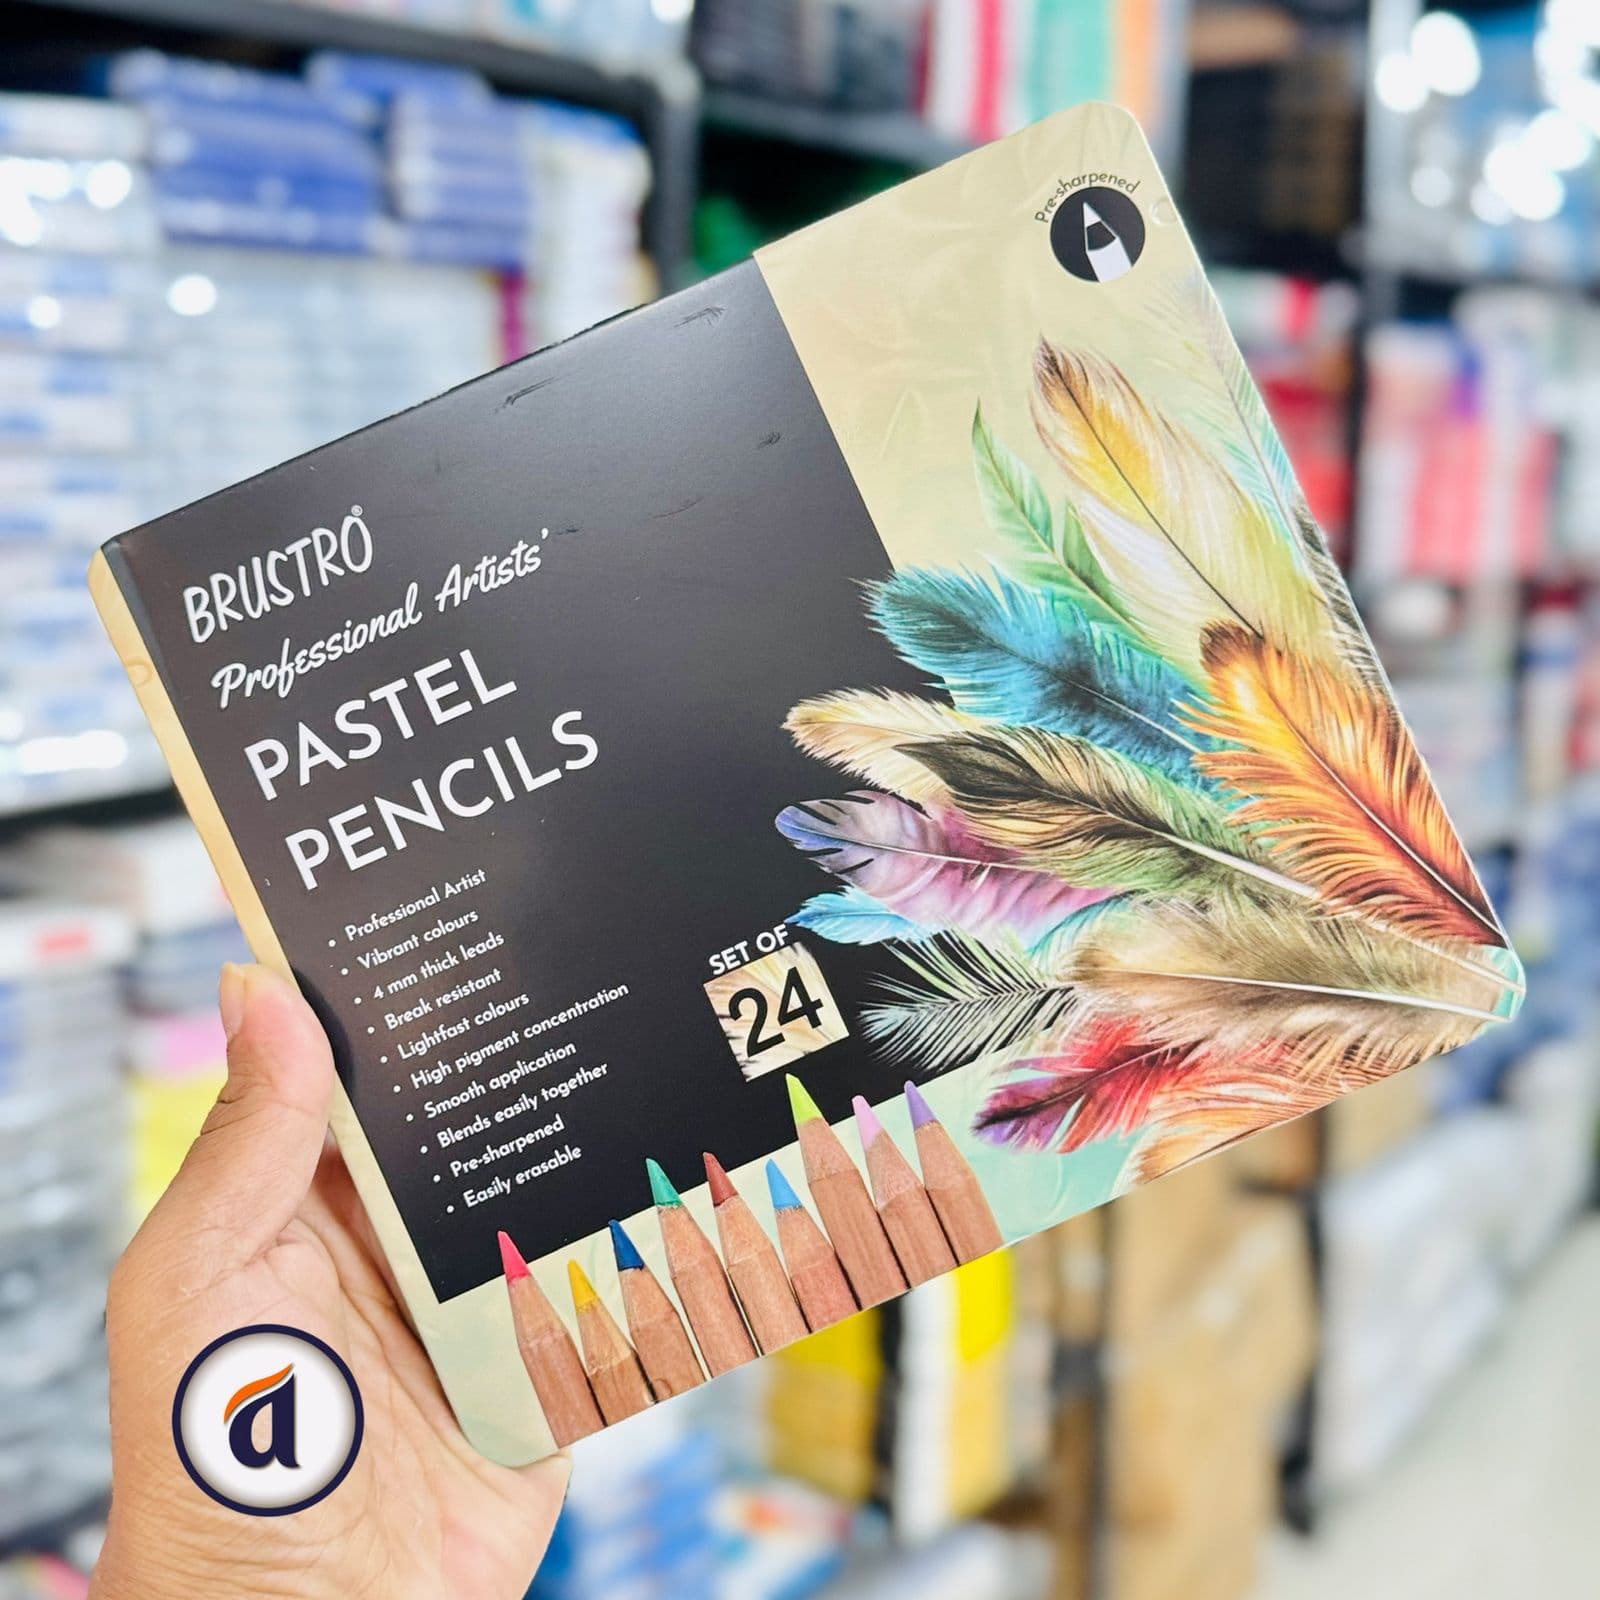 Pre-sharpened
BRUSTRO®
Professional Artists'
PASTEL
PENCILS
• Professional Artist
• Vibrant colours
• 4 mm thick leads
• Break resistant
• Lightfast colours
• High pigment concentration
• Smooth application
• Blends easily together
• Pre-sharpened
• Easily erasable
SET OF
24
a